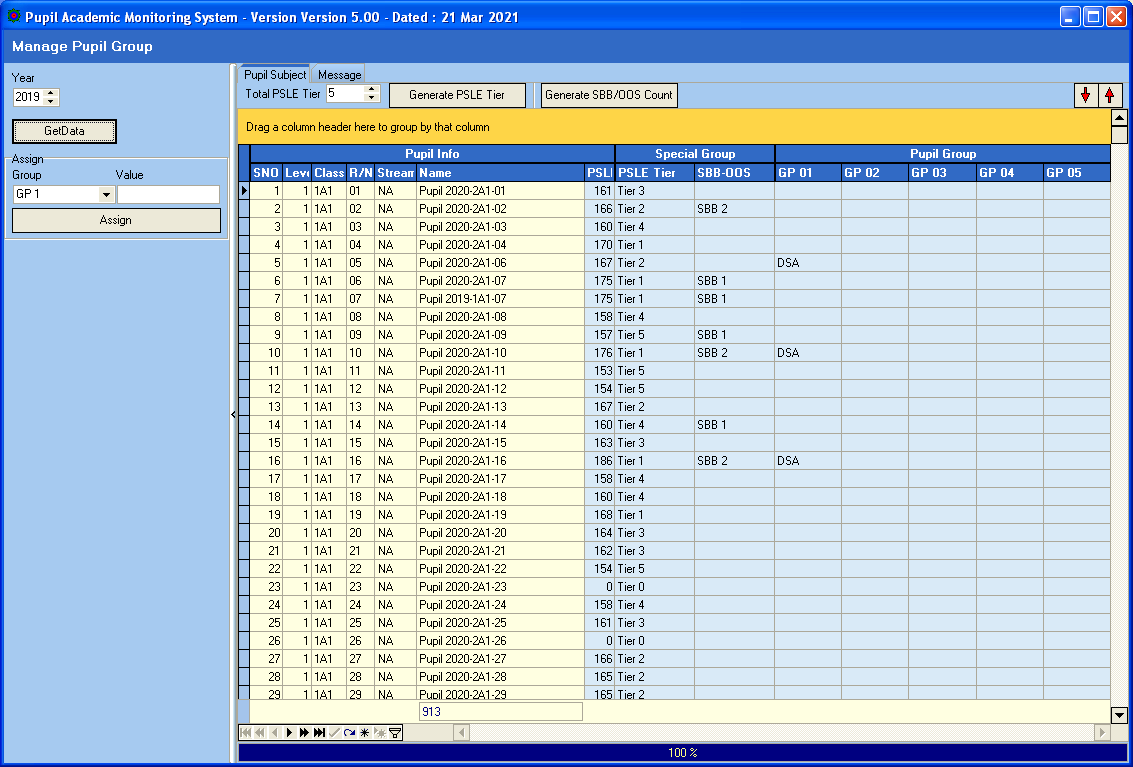 Pupil Academic Monitoring System - Version Version 5.00 - Dated : 21 Mar 2021
Manage Pupil Group
Year
2019
GetData
Assign
Group Value
GP 1
Assign
Pupil Subject Message
Total PSLE Tier 5 Generate PSLE Tier Generate SBB/OOS Count
Drag a column header here to group by that column
Pupil Info Special Group Pupil Group
SNO Leve Class R/N Stream Name PSLI PSLE Tier SBB-OOS GP 01 GP 02 GP 03 GP 04 GP 05
1 1 1A1 01 NA Pupil 2020-2A1-01 161 Tier 3
2 1 1A1 02 NA Pupil 2020-2A1-02 166 Tier 2 SBB 2
3 1 1A1 03 NA Pupil 2020-2A1-03 160 Tier 4
4 1 1A1 04 NA Pupil 2020-2A1-04 170 Tier 1
5 1 1A1 05 NA Pupil 2020-2A1-06 167 Tier 2 DSA
6 1 1A1 06 NA Pupil 2020-2A1-07 175 Tier 1 SBB 1
7 1 1A1 07 NA Pupil 2019-1A1-07 175 Tier 1 SBB 1
8 1 1A1 08 NA Pupil 2020-2A1-08 158 Tier 4
9 1 1A1 09 NA Pupil 2020-2A1-09 157 Tier 5 SBB 1
10 1 1A1 10 NA Pupil 2020-2A1-10 176 Tier 1 SBB 2 DSA
11 1 1A1 11 NA Pupil 2020-2A1-11 153 Tier 5
12 1 1A1 12 NA Pupil 2020-2A1-12 154 Tier 5
13 1 1A1 13 NA Pupil 2020-2A1-13 167 Tier 2
14 1 1A1 14 NA Pupil 2020-2A1-14 160 Tier 4 SBB 1
15 1 1A1 15 NA Pupil 2020-2A1-15 163 Tier 3
16 1 1A1 16 NA Pupil 2020-2A1-16 186 Tier 1 SBB 2 DSA
17 1 1A1 17 NA Pupil 2020-2A1-17 158 Tier 4
18 1 1A1 18 NA Pupil 2020-2A1-18 160 Tier 4
19 1 1A1 19 NA Pupil 2020-2A1-19 168 Tier 1
20 1 1A1 20 NA Pupil 2020-2A1-20 164 Tier 3
21 1 1A1 21 NA Pupil 2020-2A1-21 162 Tier 3
22 1 1A1 22 NA Pupil 2020-2A1-22 154 Tier 5
23 1 1A1 23 NA Pupil 2020-2A1-23 0 Tier 0
24 1 1A1 24 NA Pupil 2020-2A1-24 158 Tier 4
25 1 1A1 25 NA Pupil 2020-2A1-25 161 Tier 3
26 1 1A1 26 NA Pupil 2020-2A1-26 0 Tier 0
27 1 1A1 27 NA Pupil 2020-2A1-27 166 Tier 2
28 1 1A1 28 NA Pupil 2020-2A1-28 165 Tier 2
29 1 1A1 29 NA Pupil 2020-2A1-29 165 Tier 2
913
100 %